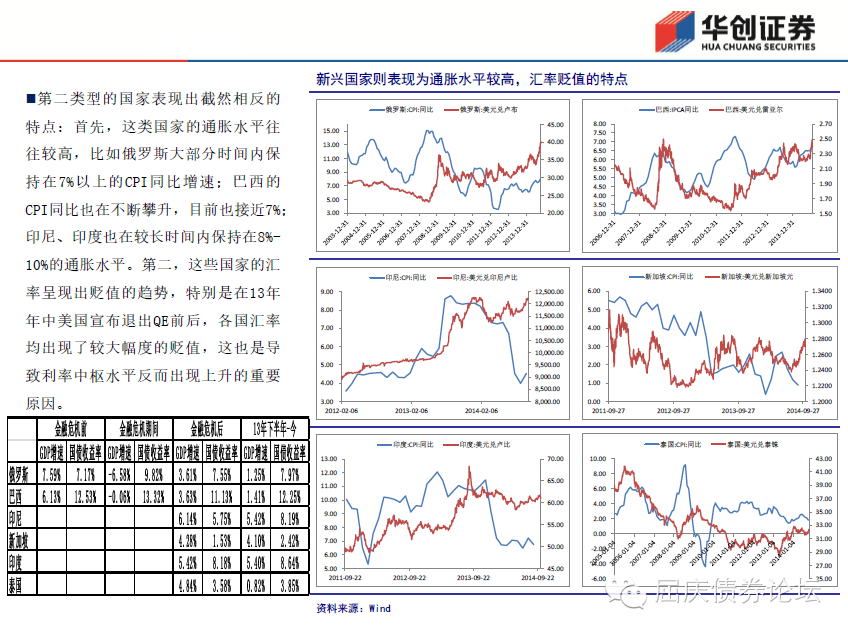 华创证券
HUA CHUANG SECURITIES
■第二类型的国家表现出截然相反的
特点：首先，这类国家的通胀水平往
往较高，比如俄罗斯大部分时间内保
持在7%以上的CPI同比增速；巴西的
CPI同比也在不断攀升，目前也接近7%；
印尼、印度也在较长时间内保持在8%-
10%的通胀水平。第二，这些国家的汇
率呈现出贬值的趋势，特别是在13年
年中美国宣布退出QE前后，各国汇率
均出现了较大幅度的贬值，这也是导
致利率中枢水平反而出现上升的重要
原因。
金融危机前 金融危机期间 金融危机后 13年下半年-今
GDP增速 国债收益率 GDP增速 国债收益率 GDP增速 国债收益率 GDP增速 国债收益率
俄罗斯 7.59% 7.17% -6.58% 9.82% 3.61% 7.55% 1.25% 7.97%
巴西 6.13% 12.53% -0.06% 13.32% 3.63% 11.13% 1.41% 12.25%
印尼 6.14% 5.75% 5.42% 8.19%
新加坡 4.38% 1.53% 4.10% 2.42%
印度 5.42% 8.18% 5.40% 8.64%
泰国 4.84% 3.58% 0.82% 3.85%
新兴国家则表现为通胀水平较高，汇率贬值的特点
俄罗斯:CPI:同比 俄罗斯:美元兑卢布
15.00
13.00
11.00
9.00
7.00
5.00
3.00
45.00
40.00
35.00
30.00
25.00
20.00
2003-12-31 2004-12-31 2005-12-31 2006-12-31 2007-12-31 2008-12-31 2009-12-31 2010-12-31 2011-12-31 2012-12-31 2013-12-31
巴西:IPCA同比 巴西:美元兑雷亚尔
8.00
7.50
7.00
6.50
6.00
5.50
5.00
4.50
4.00
3.50
3.00
2.70
2.50
2.30
2.10
1.90
1.70
1.50
2006-12-31 2007-12-31 2008-12-31 2009-12-31 2010-12-31 2011-12-31 2012-12-31 2013-12-31
印尼:CPI:同比 印尼:美元兑印尼卢比
9.00
8.00
7.00
6.00
5.00
4.00
3.00
12,500.00
12,000.00
11,500.00
11,000.00
10,500.00
10,000.00
9,500.00
9,000.00
8,500.00
8,000.00
2012-02-06 2013-02-06 2014-02-06
新加坡:CPI:同比 新加坡:美元兑新加坡元
6.00
5.00
4.00
3.00
2.00
1.00
0.00
1.3400
1.3200
1.3000
1.2800
1.2600
1.2400
1.2200
1.2000
2011-09-27 2012-09-27 2013-09-27 2014-09-27
印度:CPI:同比 印度:美元兑卢比
13.00
12.00
11.00
10.00
9.00
8.00
7.00
6.00
5.00
70.00
65.00
60.00
55.00
50.00
45.00
2011-09-22 2012-09-22 2013-09-22 2014-09-22
泰国:CPI:同比 泰国:美元兑泰铢
10.00
8.00
6.00
4.00
2.00
0.00
-2.00
-6.00
43.00
41.00
39.00
37.00
35.00
33.00
31.00
29.00
27.00
25.00
2005-01-04 2006-01-04 2007-01-04 2008-01-04 2009-01-04 2010-01-04 2011-01-04 2012-01-04 2013-01-04 2014-01-04
资料来源：Wind
屈庆债券论坛